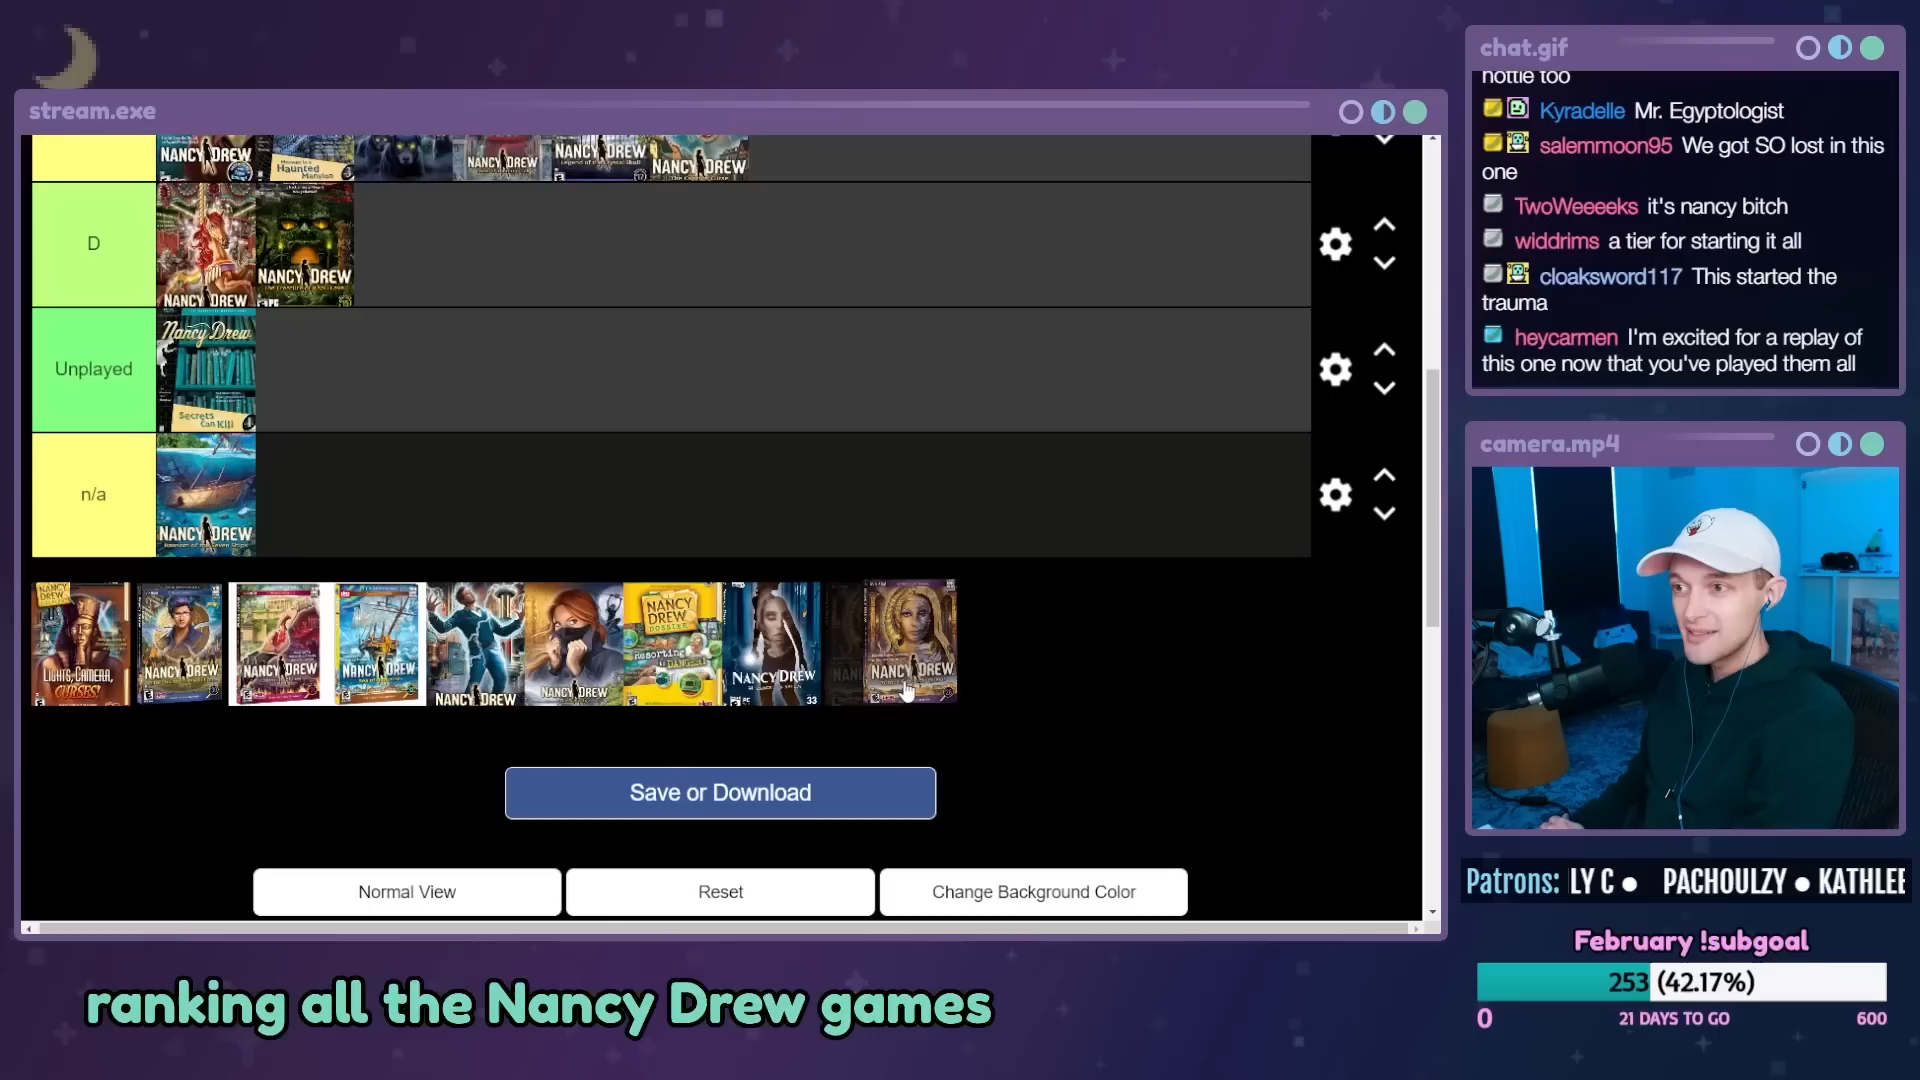 stream.exe
NANCY DREW
Haunted
Mansion
NANCY DREW
NANCY DREW
NANCY DREW
D
NANCY DREW
NANCY DREW
Unplayed
Nancy Drew
Secrets
Can Kill
n/a
NANCY DREW
NANCY
DREW
LIGHTS, CAMERA,
CURSES!
NANCY DREW
NANCY DREW
NANCY DREW
NANCY DREW
NANCY DREW
NANCY
DREW
DOSSIER
Resorting
to DANGER!
NANCY DREW
33
NANCY DREW
Save or Download
Normal View
Reset
Change Background Color
ranking all the Nancy Drew games
chat.gif
hottie too
Kyradelle Mr. Egyptologist
salemmoon95 We got SO lost in this
one
TwoWeeeeks it's nancy bitch
widdrims a tier for starting it all
cloaksword117 This started the
trauma
heycarmen I'm excited for a replay of
this one now that you've played them all
camera.mp4
Patrons: LY C ● PACHOULZY ● KATHLEE
February !subgoal
253 (42.17%)
0 21 DAYS TO GO 600